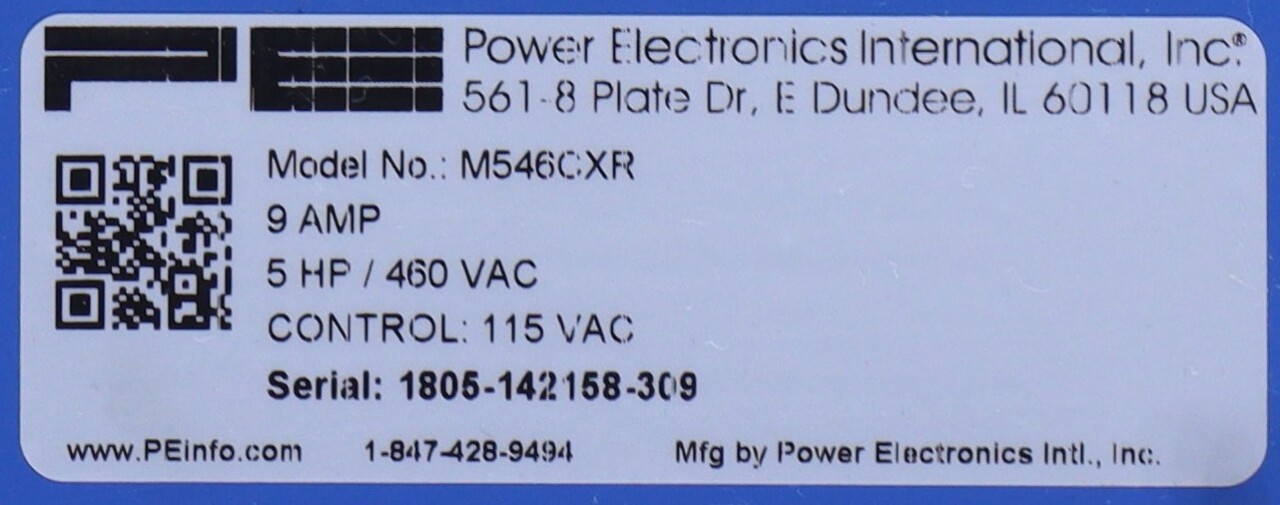 PE Power Electronics International, Inc.®
561-8 Plate Dr, E Dundee, IL 60118 USA
Model No.: M546CXR
9 AMP
5 HP / 460 VAC
CONTROL: 115 VAC
Serial: 1805-142158-309
www.PEinfo.com 1-847-428-9494 Mfg by Power Electronics Intl., Inc.